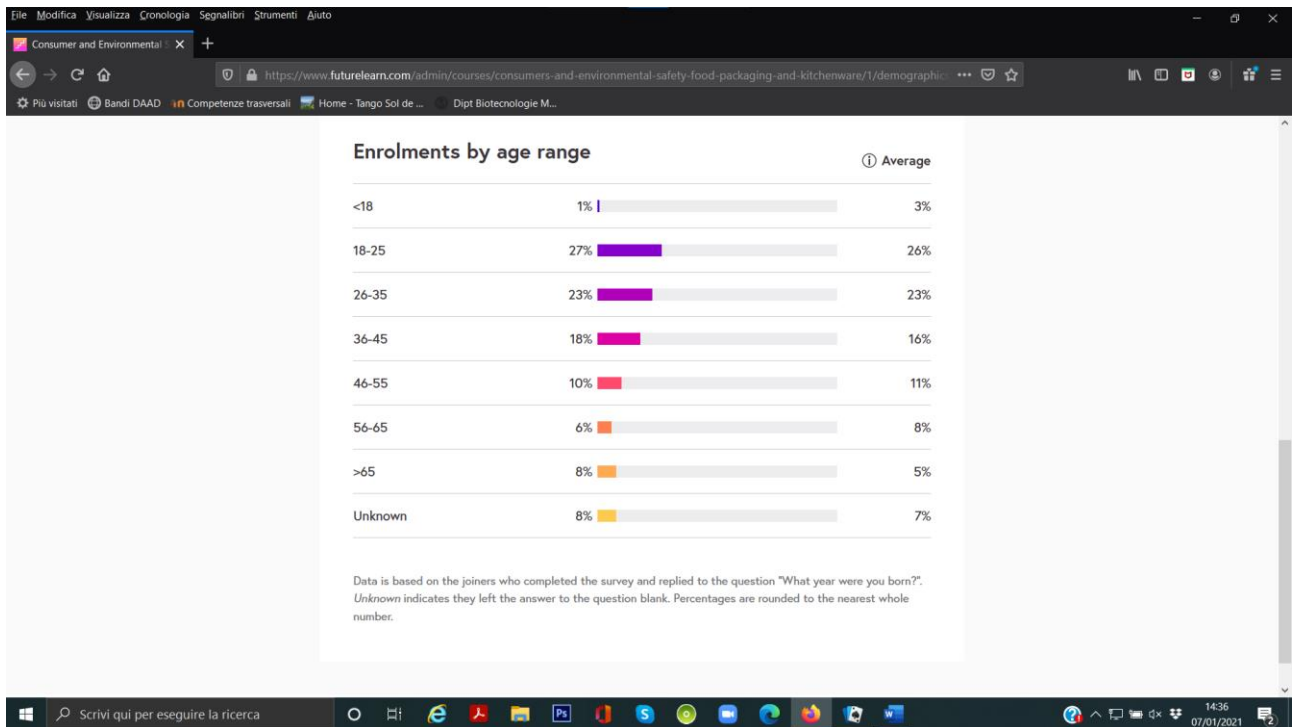 File Modifica Visualizza Cronologia Segnalibri Strumenti Aiuto
Consumer and Environmental S
https://www.futurelearn.com/admin/courses/consumers-and-environmental-safety-food-packaging-and-kitchenware/1/demographic
Più visitati Bandi DAAD Competenze trasversali Home - Tango Sol de ... Dipt Biotecnologie M...
Enrolments by age range Average
<18 1% 3%
18-25 27% 26%
26-35 23% 23%
36-45 18% 16%
46-55 10% 11%
56-65 6% 8%
>65 8% 5%
Unknown 8% 7%
Data is based on the joiners who completed the survey and replied to the question "What year were you born?".
Unknown indicates they left the answer to the question blank. Percentages are rounded to the nearest whole
number.
Scrivi qui per eseguire la ricerca Ps 14:36
07/01/2021